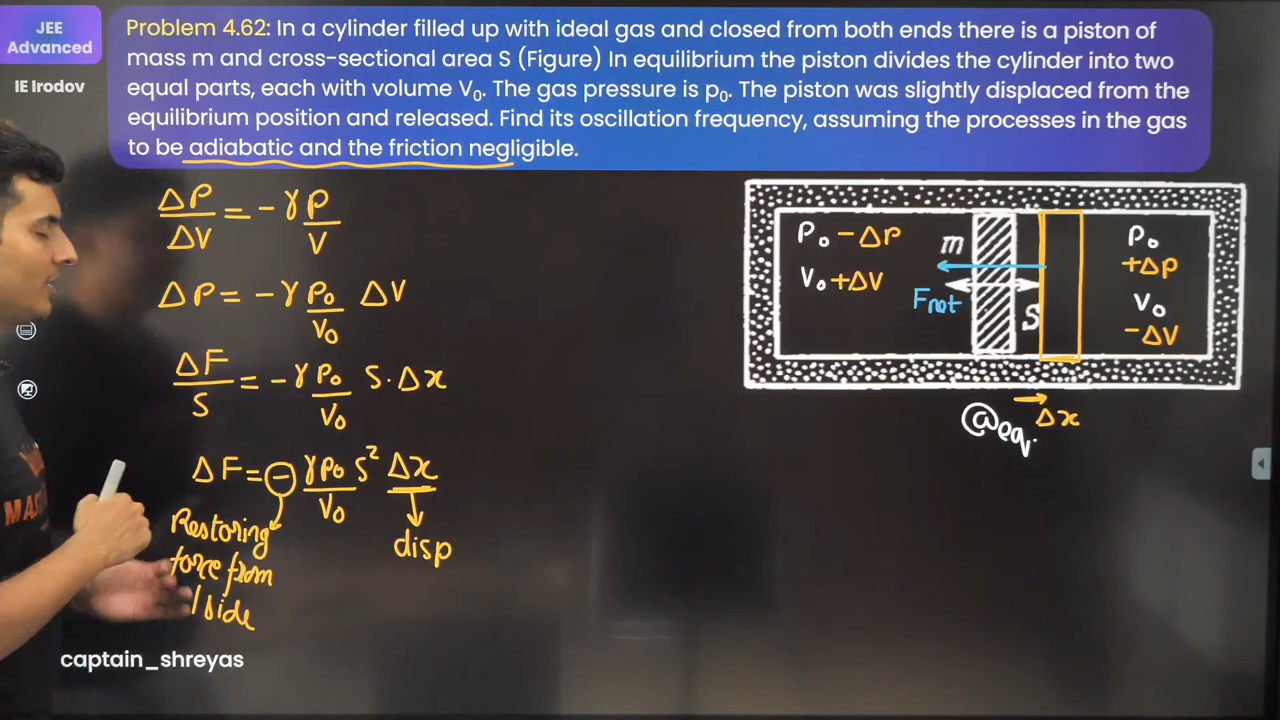 JEE
Advanced
IE Irodov
Problem 4.62: In a cylinder filled up with ideal gas and closed from both ends there is a piston of
mass m and cross-sectional area S (Figure) In equilibrium the piston divides the cylinder into two
equal parts, each with volume V₀. The gas pressure is p₀. The piston was slightly displaced from the
equilibrium position and released. Find its oscillation frequency, assuming the processes in the gas
to be adiabatic and the friction negligible.
ΔP/ΔV = -γ P/V
ΔP = -γ P₀/V₀ ΔV
ΔF/S = -γ P₀/V₀ S·Δx
ΔF = - γP₀/V₀ S² Δx
Restoring
force from
1 side
disp
P₀ - ΔP
V₀ + ΔV
m
Fnet
S
P₀
+Δp
V₀
-ΔV
@eq.
Δx
captain_shreyas
MAS